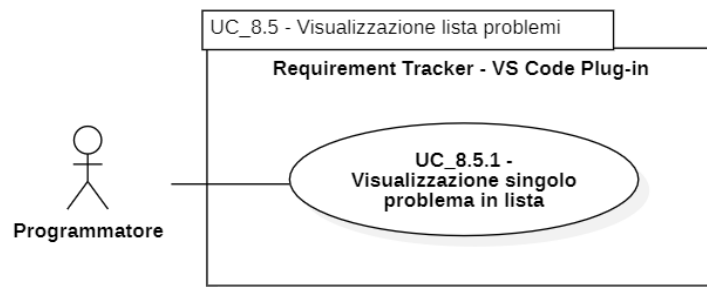 UC_8.5 - Visualizzazione lista problemi
Requirement Tracker - VS Code Plug-in
UC_8.5.1 -
Visualizzazione singolo
problema in lista
Programmatore